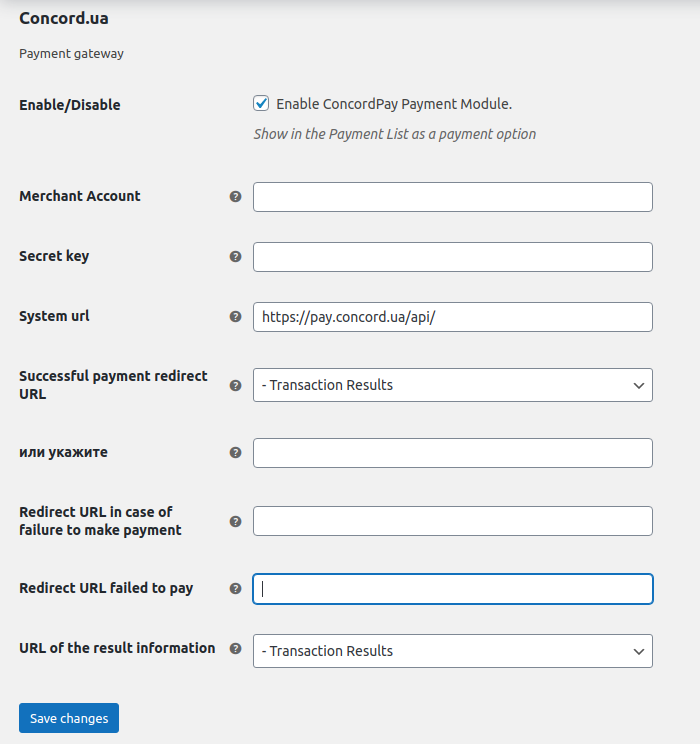 Concord.ua
Payment gateway
Enable/Disable
Enable ConcordPay Payment Module.
Show in the Payment List as a payment option
Merchant Account
Secret key
System url
https://pay.concord.ua/api/
Successful payment redirect
URL
- Transaction Results
или укажите
Redirect URL in case of
failure to make payment
Redirect URL failed to pay
URL of the result information
- Transaction Results
Save changes